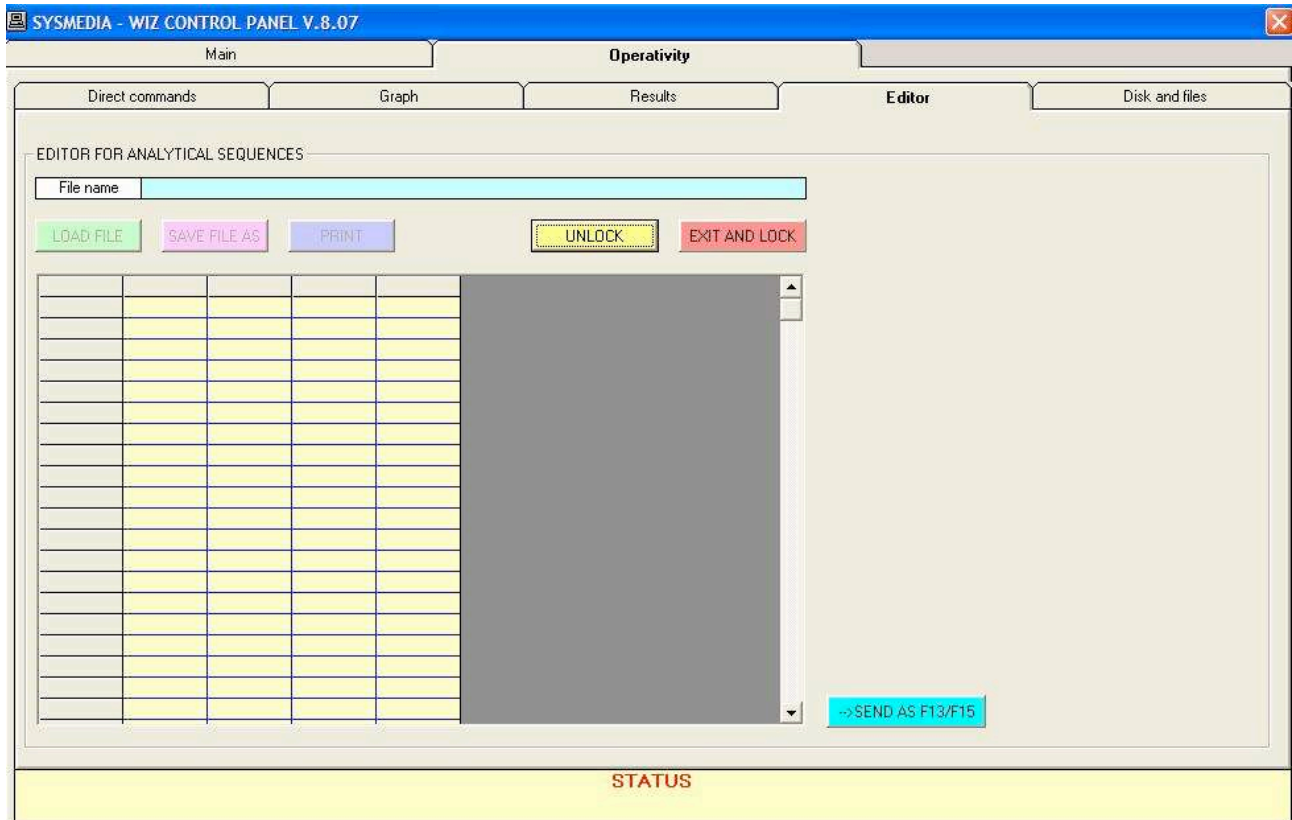 SYSMEDIA - WIZ CONTROL PANEL V.8.07
Main Operativity
Direct commands Graph Results Editor Disk and files
EDITOR FOR ANALYTICAL SEQUENCES
File name
LOAD FILE SAVE FILE AS PRINT UNLOCK EXIT AND LOCK
-->SEND AS F13/F15
STATUS